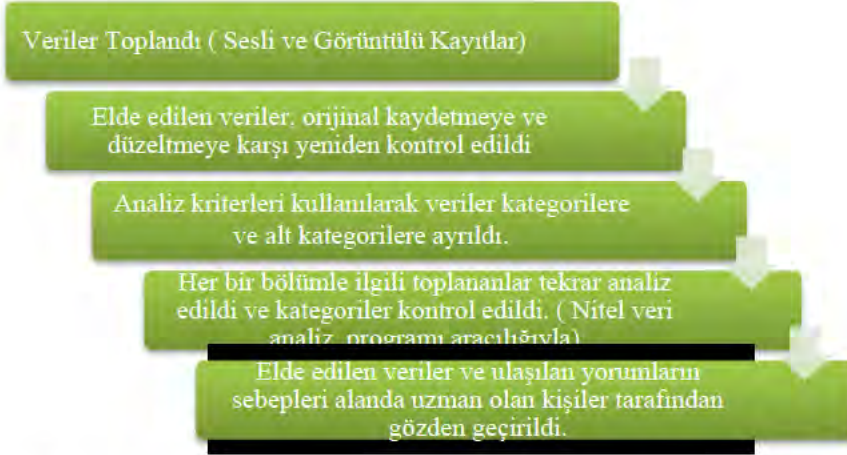 Veriler Toplandı ( Sesli ve Görüntülü Kayıtlar)
Elde edilen veriler, orijinal kaydetmeye ve
düzeltmeye karşı yeniden kontrol edildi
Analiz kriterleri kullanılarak veriler kategorilere
ve alt kategorilere ayrıldı.
Her bir bölümle ilgili toplananlar tekrar analiz
edildi ve kategoriler kontrol edildi. ( Nitel veri
analiz programı aracılığıyla)
Elde edilen veriler ve ulaşılan yorumların
sebepleri alanda uzman olan kişiler tarafından
gözden geçirildi.